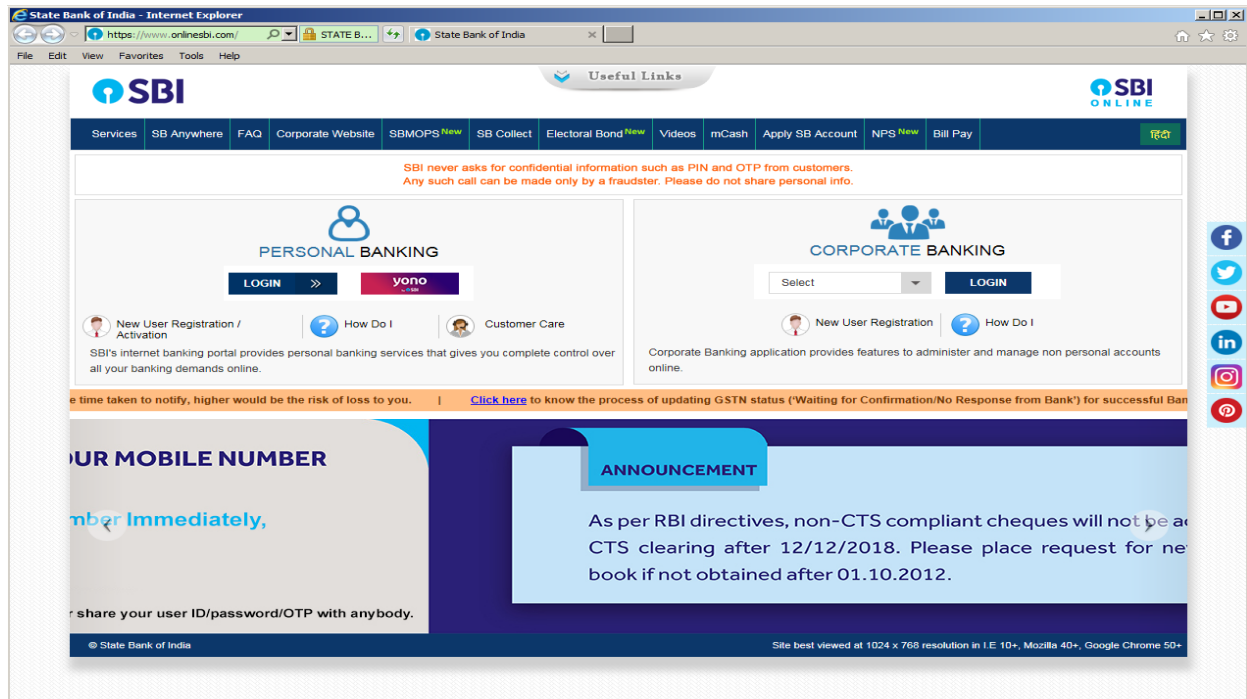 State Bank of India - Internet Explorer
https://www.onlinesbi.com/ STATE B... State Bank of India
File Edit View Favorites Tools Help
Useful Links
SBI
SBI
ONLINE
Services SB Anywhere FAQ Corporate Website SBMOPS New SB Collect Electoral Bond New Videos mCash Apply SB Account NPS New Bill Pay हिंदी
SBI never asks for confidential information such as PIN and OTP from customers.
Any such call can be made only by a fraudster. Please do not share personal info.
PERSONAL BANKING
LOGIN »
yono
New User Registration / Activation
How Do I
Customer Care
SBI's internet banking portal provides personal banking services that gives you complete control over
all your banking demands online.
CORPORATE BANKING
Select
LOGIN
New User Registration
How Do I
Corporate Banking application provides features to administer and manage non personal accounts
online.
e time taken to notify, higher would be the risk of loss to you. | Click here to know the process of updating GSTN status ('Waiting for Confirmation/No Response from Bank') for successful Ban
OUR MOBILE NUMBER
mber Immediately,
r share your user ID/password/OTP with anybody.
ANNOUNCEMENT
As per RBI directives, non-CTS compliant cheques will not be a
CTS clearing after 12/12/2018. Please place request for ne
book if not obtained after 01.10.2012.
© State Bank of India
Site best viewed at 1024 x 768 resolution in I.E 10+, Mozilla 40+, Google Chrome 50+